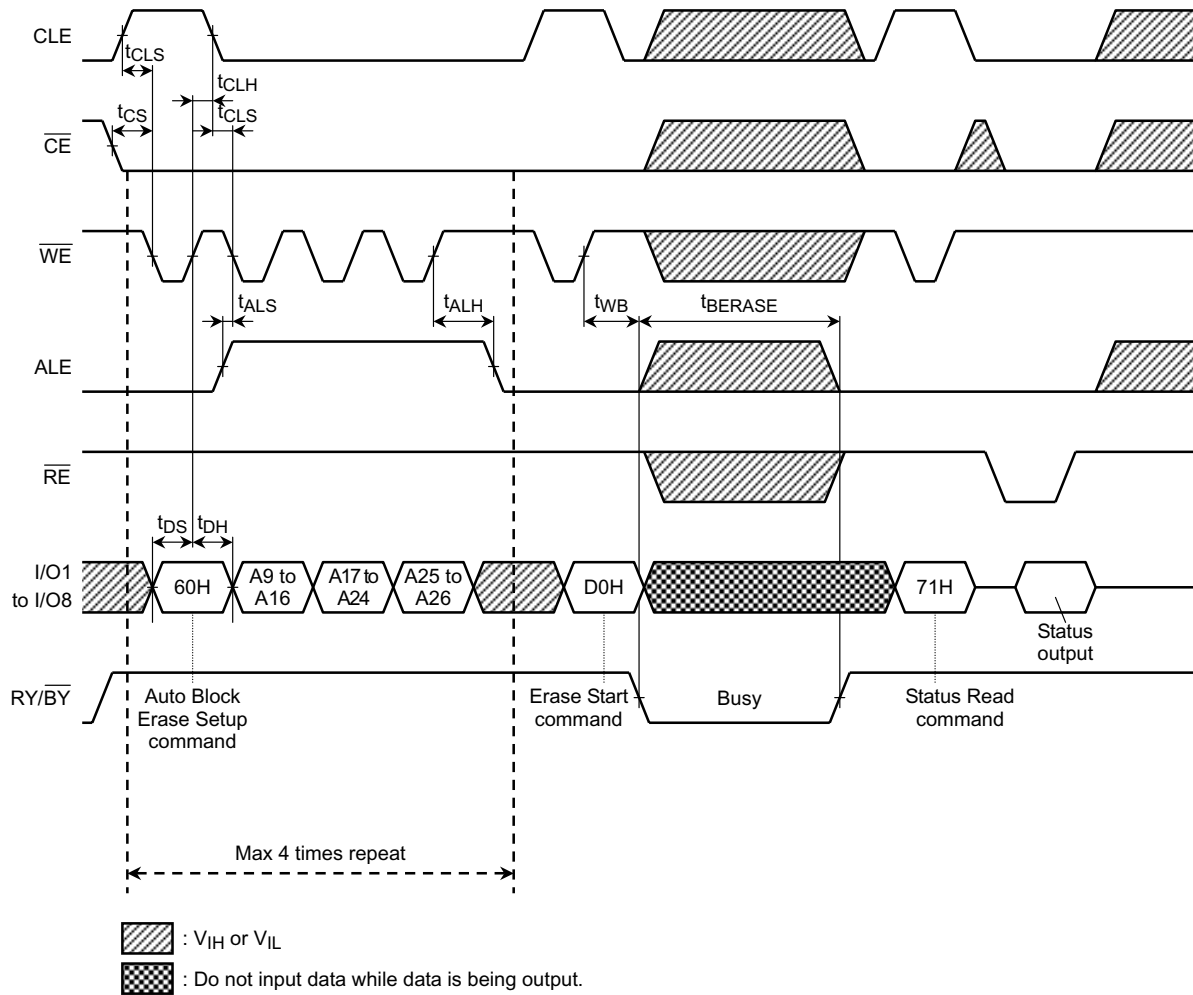 CLE
tCLS
tCLH
tCS
tCLS
CE
WE
tALS
tALH
tWB
tBERASE
ALE
RE
tDS
tDH
I/O1
to I/O8
60H
A9 to
A16
A17 to
A24
A25 to
A26
D0H
71H
Status
output
RY/BY
Auto Block
Erase Setup
command
Erase Start
command
Busy
Status Read
command
Max 4 times repeat
: VIH or VIL
: Do not input data while data is being output.